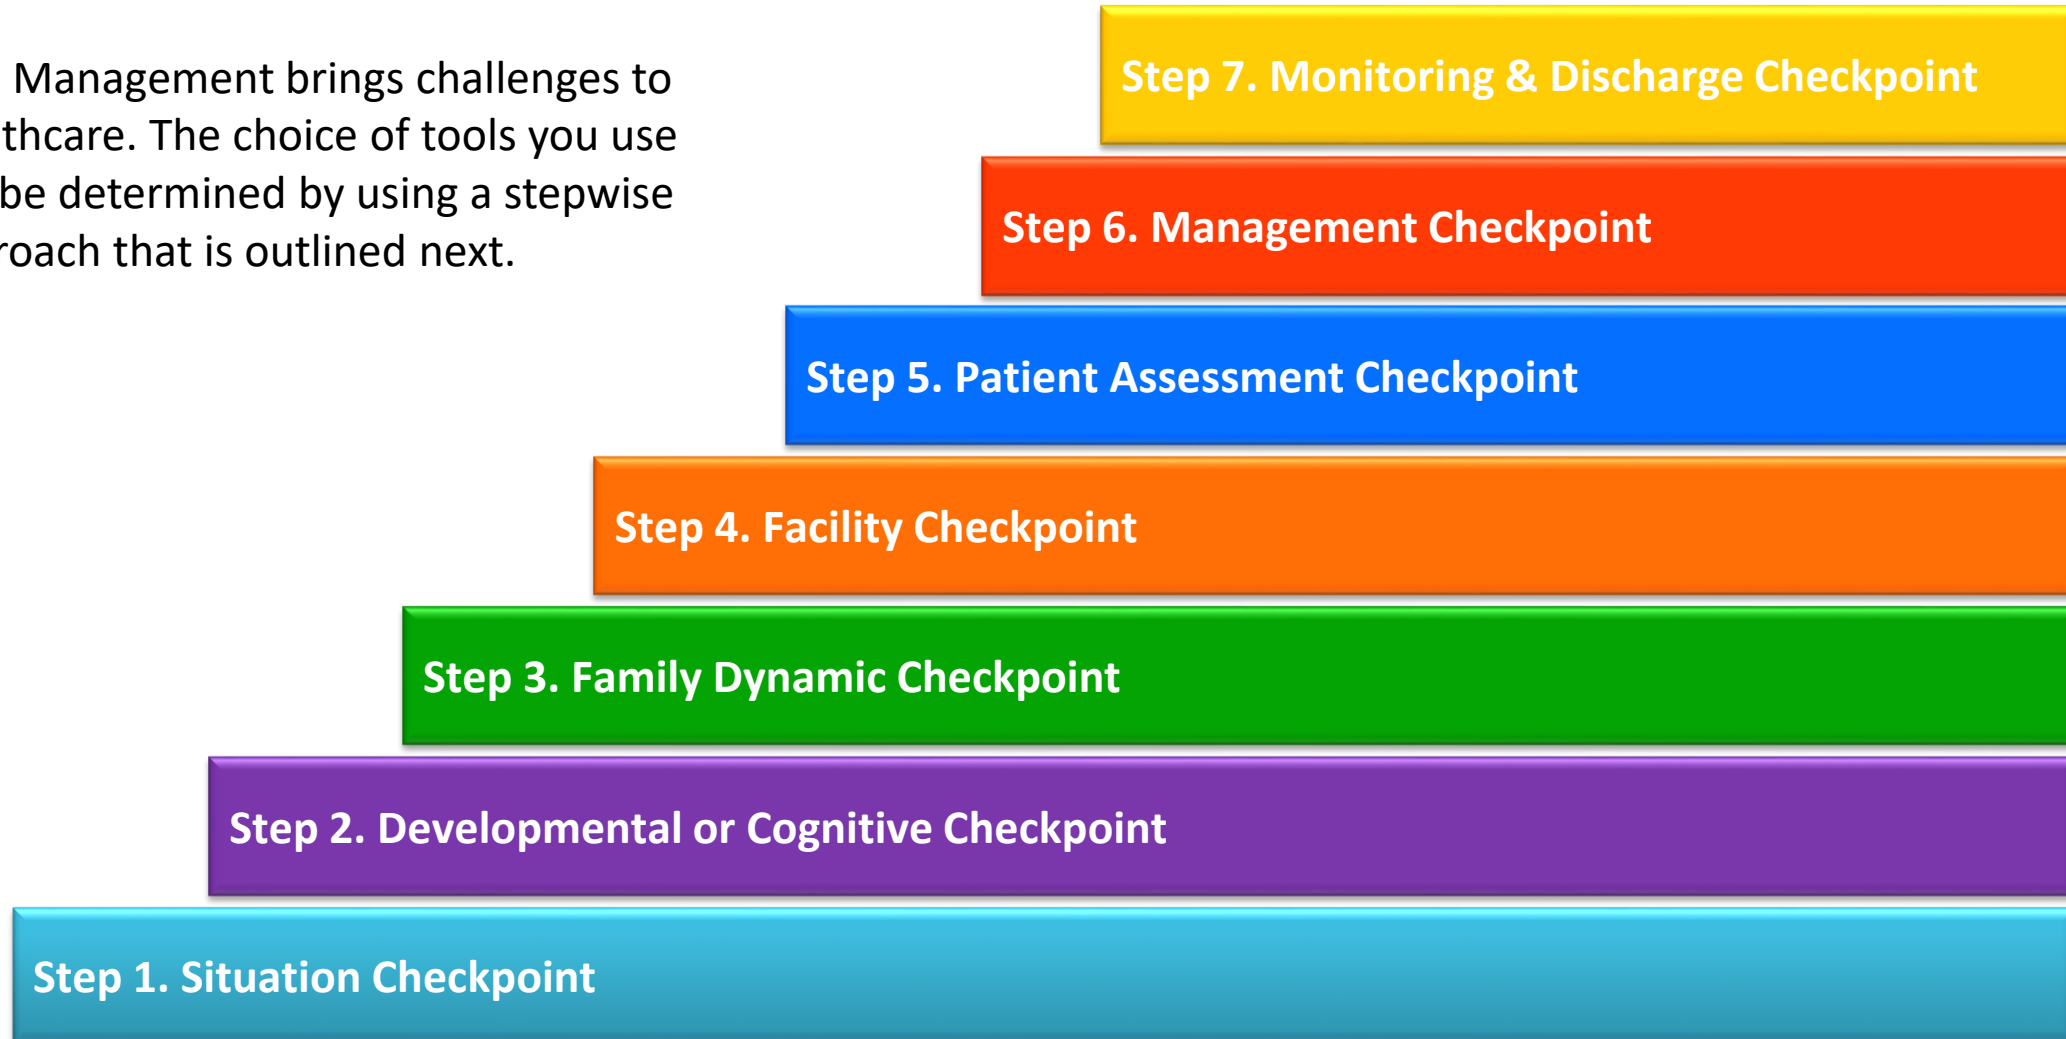 Management brings challenges to
thcare. The choice of tools you use
be determined by using a stepwise
roach that is outlined next.
Step 7. Monitoring & Discharge Checkpoint
Step 6. Management Checkpoint
Step 5. Patient Assessment Checkpoint
Step 4. Facility Checkpoint
Step 3. Family Dynamic Checkpoint
Step 2. Developmental or Cognitive Checkpoint
Step 1. Situation Checkpoint